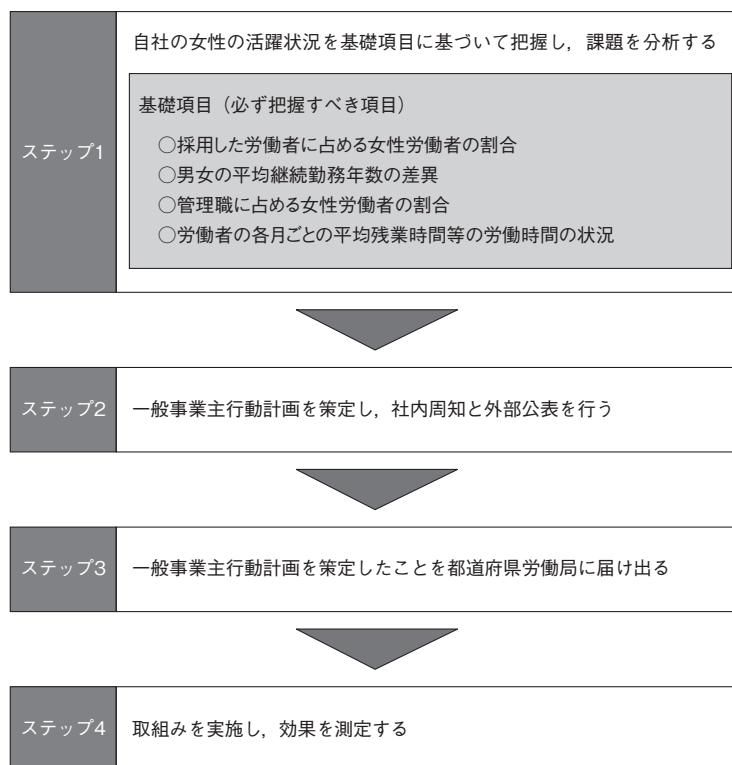 ステップ1
自社の女性の活躍状況を基礎項目に基づいて把握し，課題を分析する
基礎項目（必ず把握すべき項目）
○採用した労働者に占める女性労働者の割合
○男女の平均継続勤務年数の差異
○管理職に占める女性労働者の割合
○労働者の各月ごとの平均残業時間等の労働時間の状況
ステップ2
一般事業主行動計画を策定し，社内周知と外部公表を行う
ステップ3
一般事業主行動計画を策定したことを都道府県労働局に届け出る
ステップ4
取組みを実施し，効果を測定する